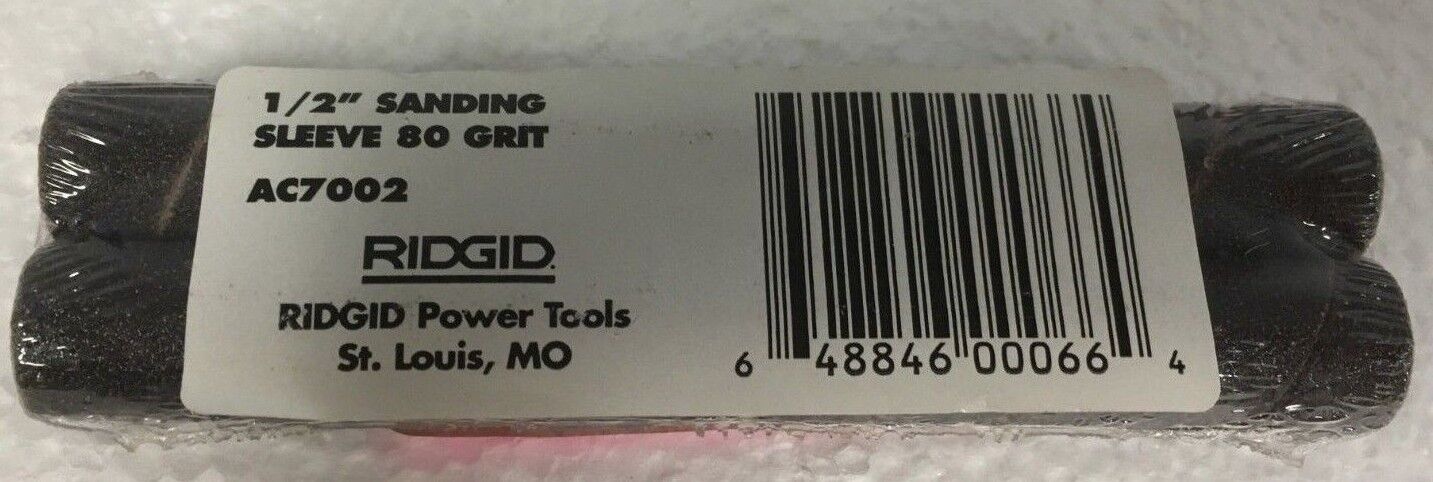 1/2" SANDING
SLEEVE 80 GRIT
AC7002
RIDGID.
RIDGID Power Tools
St. Louis, MO
6 48846 00066 4